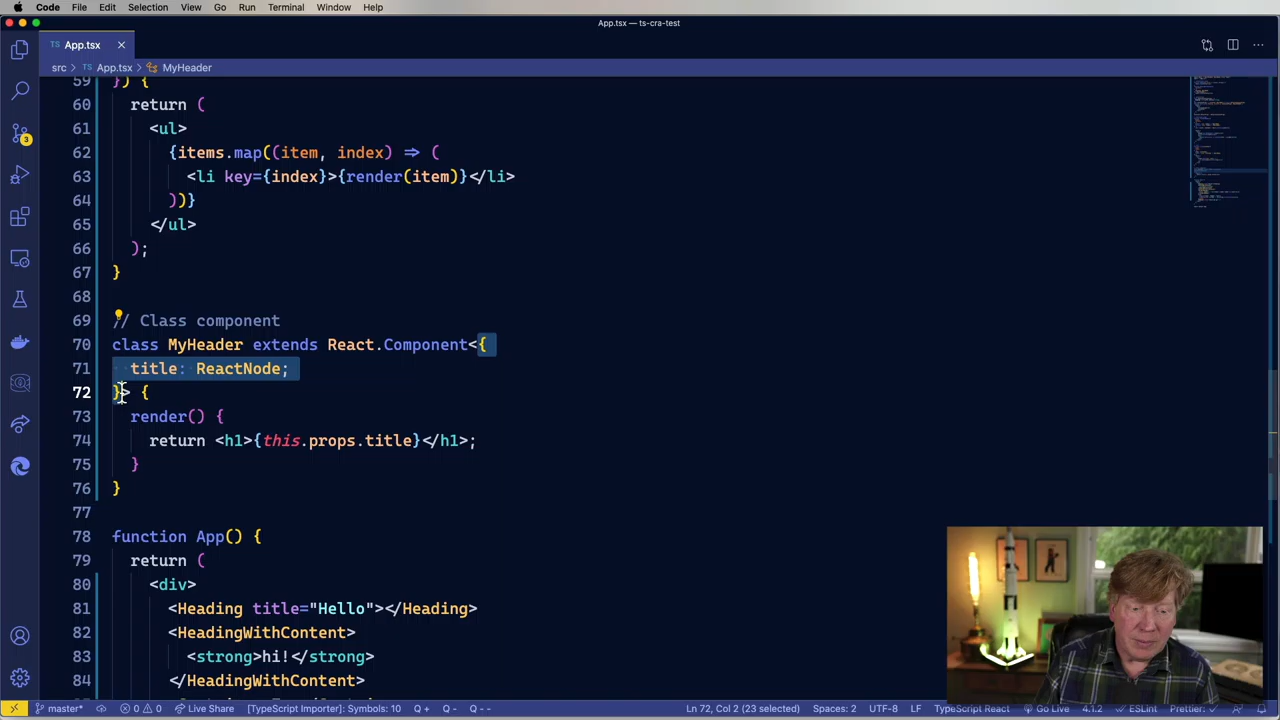 Code File Edit Selection View Go Run Terminal Window Help
App.tsx — ts-cra-test
TS App.tsx ×
src > TS App.tsx > MyHeader
59 }) {
60 return (
61 <ul>
62 {items.map((item, index) => (
63 <li key={index}>{render(item)}</li>
64 ))}
65 </ul>
66 );
67 }
68
69 // Class component
70 class MyHeader extends React.Component<{
71 title: ReactNode;
72 }> {
73 render() {
74 return <h1>{this.props.title}</h1>;
75 }
76 }
77
78 function App() {
79 return (
80 <div>
81 <Heading title="Hello"></Heading>
82 <HeadingWithContent>
83 <strong>hi!</strong>
84 </HeadingWithContent>
3
master* 0 0 Live Share [TypeScript Importer]: Symbols: 10 Q + Q - Q - - Ln 72, Col 2 (23 selected) Spaces: 2 UTF-8 LF TypeScript React Go Live 4.1.2 ESLint Prettier: ✓